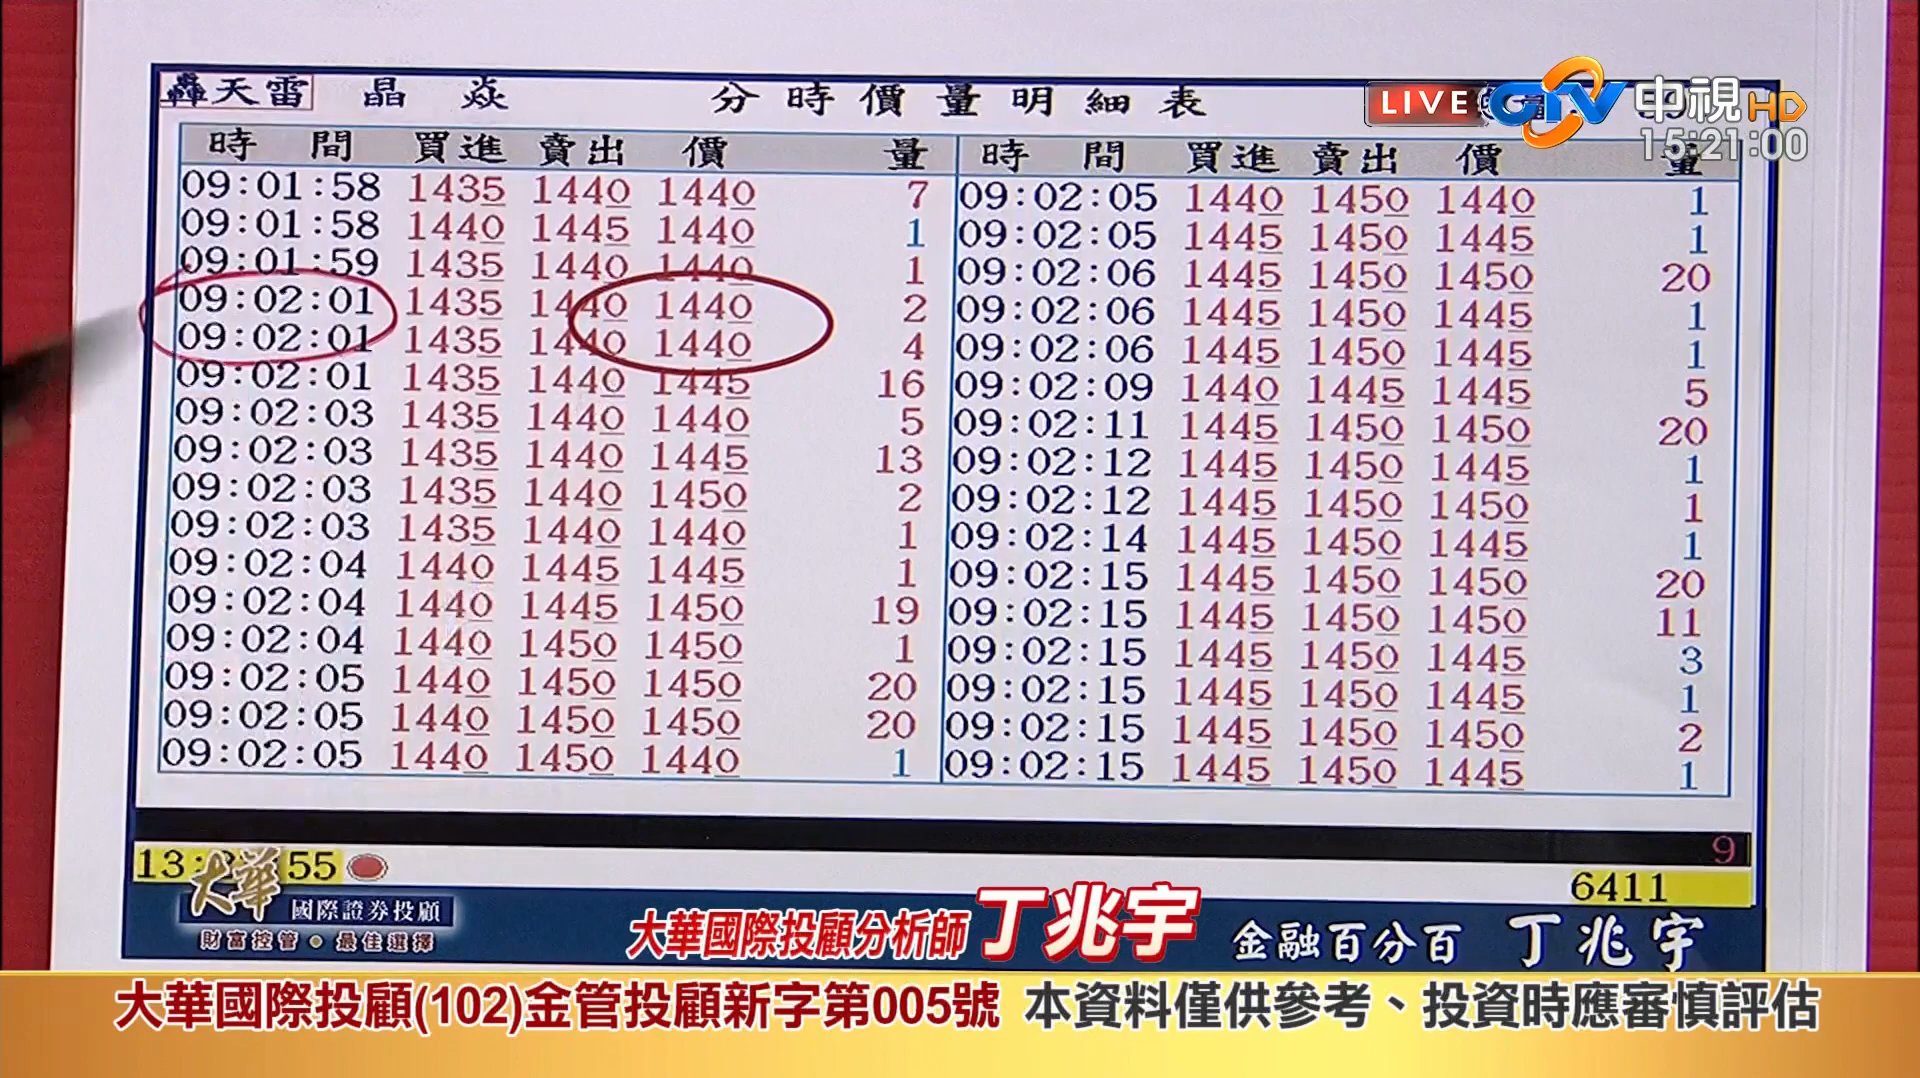 轟天雷 晶 焱 分時價量明細表
LIVE CTV 中視HD
15:21:00
時間 買進 賣出 價 量 時間 買進 賣出 價 量
09:01:58 1435 1440 1440 7 09:02:05 1440 1450 1440 1
09:01:58 1440 1445 1440 1 09:02:05 1445 1450 1445 1
09:01:59 1435 1440 1440 1 09:02:06 1445 1450 1450 20
09:02:01 1435 1440 1440 2 09:02:06 1445 1450 1445 1
09:02:01 1435 1440 1440 4 09:02:06 1445 1450 1445 1
09:02:01 1435 1440 1445 16 09:02:09 1440 1445 1445 5
09:02:03 1435 1440 1440 5 09:02:11 1445 1450 1450 20
09:02:03 1435 1440 1445 13 09:02:12 1445 1450 1445 1
09:02:03 1435 1440 1450 2 09:02:12 1445 1450 1450 1
09:02:03 1435 1440 1440 1 09:02:14 1445 1450 1445 1
09:02:04 1440 1445 1445 1 09:02:15 1445 1450 1450 20
09:02:04 1440 1445 1450 19 09:02:15 1445 1450 1450 11
09:02:04 1440 1450 1450 1 09:02:15 1445 1450 1445 3
09:02:05 1440 1450 1450 20 09:02:15 1445 1450 1445 1
09:02:05 1440 1450 1450 20 09:02:15 1445 1450 1450 2
09:02:05 1440 1450 1440 1 09:02:15 1445 1450 1445 1
9
55
6411
大華 國際證券投顧
財富控管•最佳選擇
大華國際投顧分析師 丁兆宇
金融百分百 丁兆宇
大華國際投顧(102)金管投顧新字第005號 本資料僅供參考、投資時應審慎評估